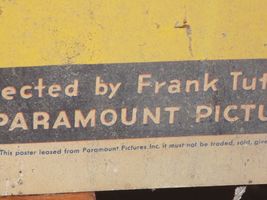 ected by Frank Tut
PARAMOUNT PICTU
This poster leased from Paramount Pictures, Inc. it must not be traded, sold, give